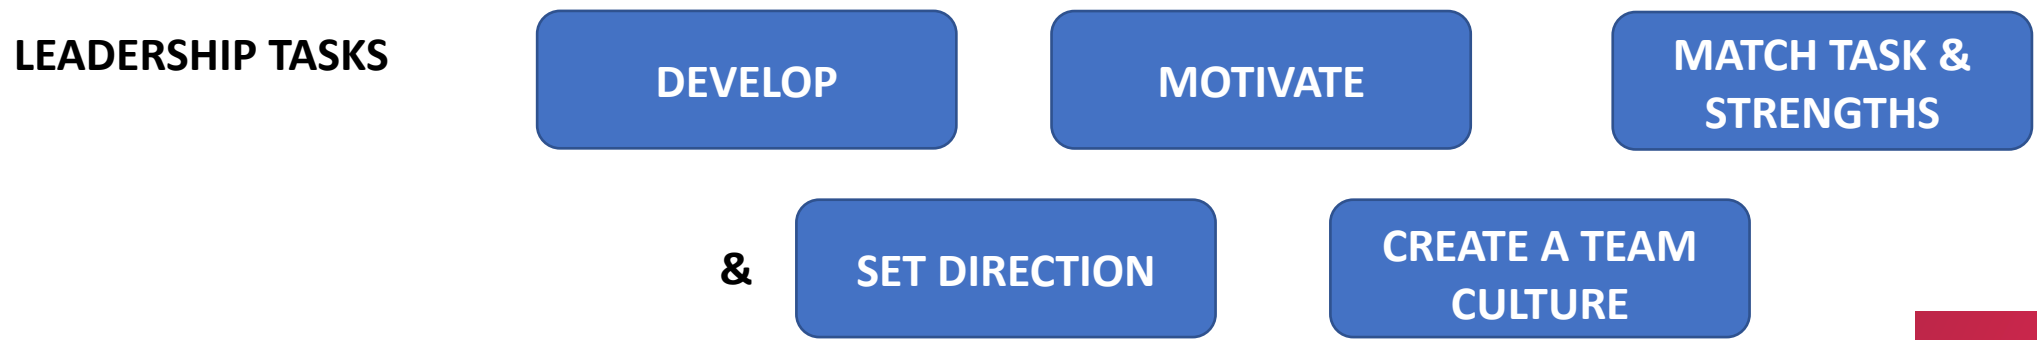 LEADERSHIP TASKS
DEVELOP
MOTIVATE
MATCH TASK &
STRENGTHS
&
SET DIRECTION
CREATE A TEAM
CULTURE